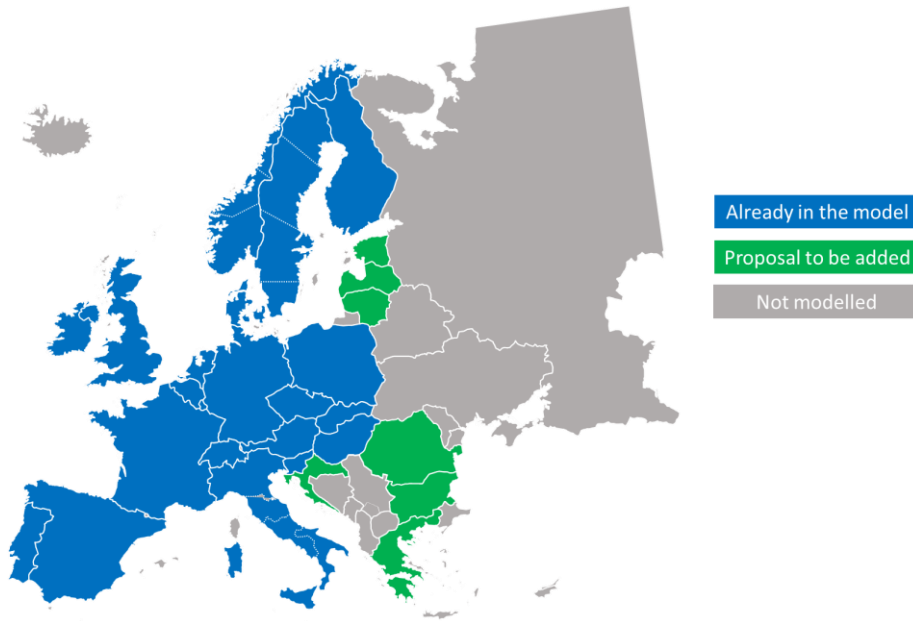 Already in the model
Proposal to be added
Not modelled